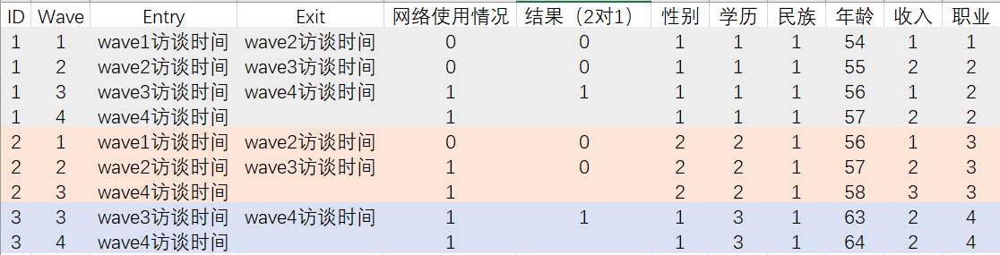 ID Wave Entry Exit 网络使用情况 结果（2对1） 性别 学历 民族 年龄 收入 职业
1 1 wave1访谈时间 wave2访谈时间 0 0 1 1 1 54 1 1
1 2 wave2访谈时间 wave3访谈时间 0 0 1 1 1 55 2 2
1 3 wave3访谈时间 wave4访谈时间 1 1 1 1 1 56 1 2
1 4 wave4访谈时间 1 1 1 1 57 2 2
2 1 wave1访谈时间 wave2访谈时间 0 0 2 2 1 56 1 3
2 2 wave2访谈时间 wave3访谈时间 1 0 2 2 1 57 2 3
2 3 wave4访谈时间 1 2 2 1 58 3 3
3 3 wave3访谈时间 wave4访谈时间 1 1 1 3 1 63 2 4
3 4 wave4访谈时间 1 1 3 1 64 2 4